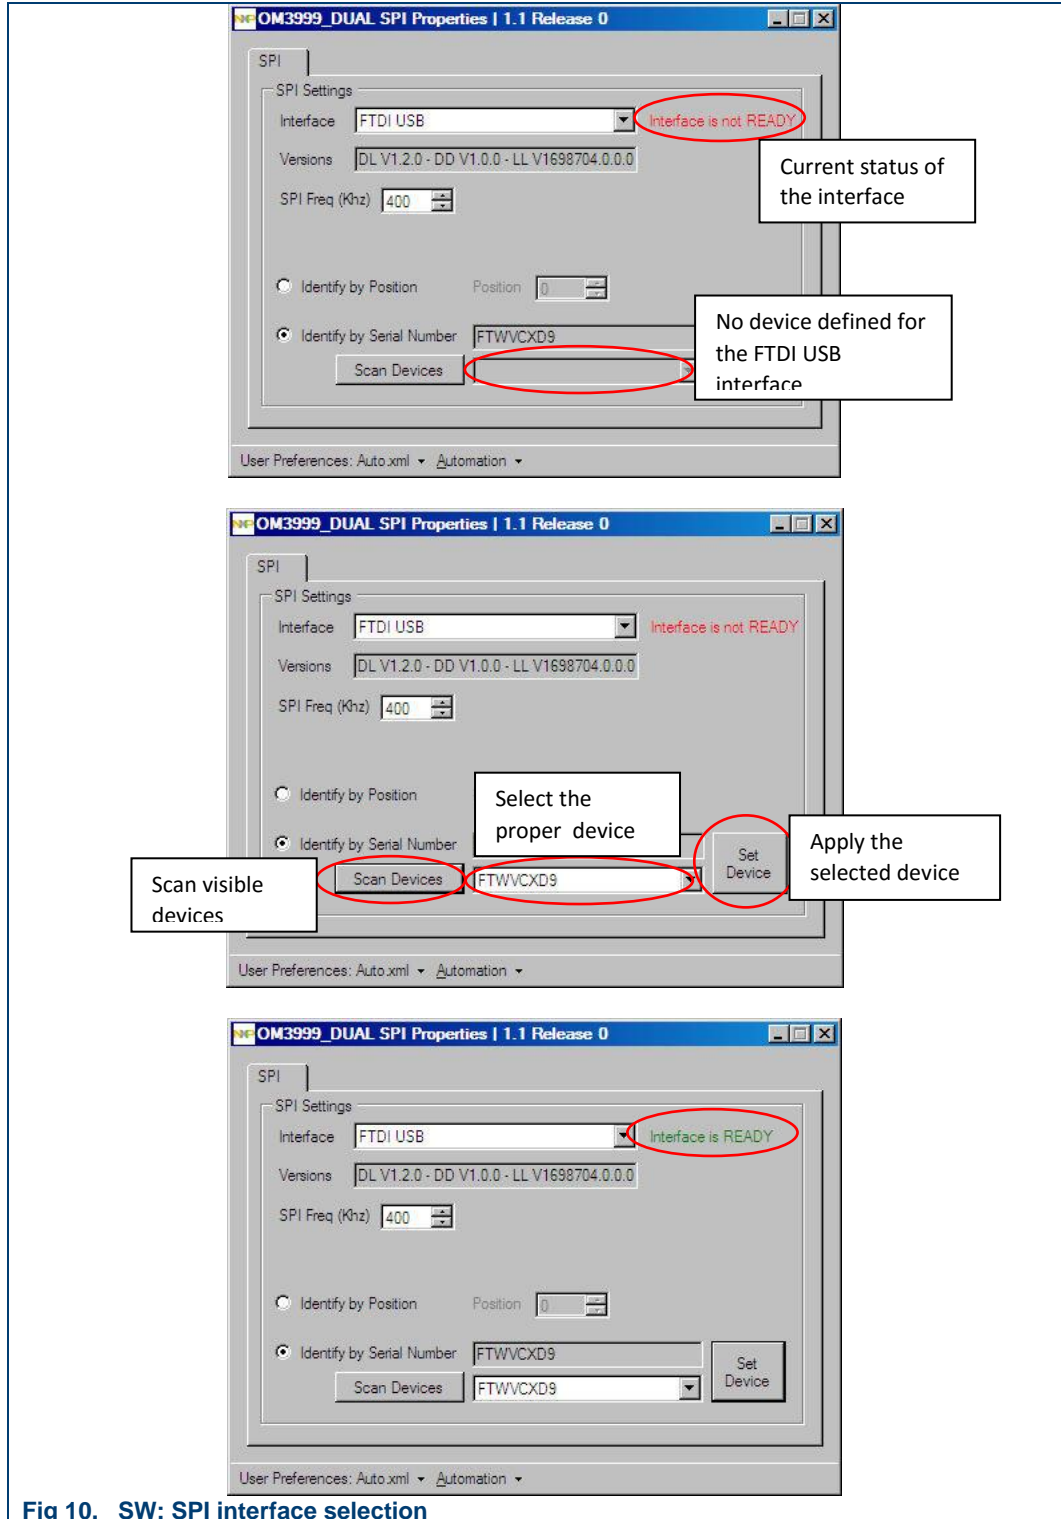 NXP OM3999_DUAL SPI Properties | 1.1 Release 0
SPI
SPI Settings
Interface FTDI USB Interface is not READY
Current status of
the interface
Versions DL V1.2.0 - DD V1.0.0 - LL V1698704.0.0.0
SPI Freq (Khz) 400
Identify by Position Position 0
No device defined for
the FTDI USB
interface
Identify by Serial Number FTWVCXD9
Scan Devices
User Preferences: Auto.xml Automation
NXP OM3999_DUAL SPI Properties | 1.1 Release 0
SPI
SPI Settings
Interface FTDI USB Interface is not READY
Versions DL V1.2.0 - DD V1.0.0 - LL V1698704.0.0.0
SPI Freq (Khz) 400
Identify by Position
Select the
proper device
Identify by Serial Number
Set
Device
Apply the
selected device
Scan visible
devices
Scan Devices FTWVCXD9
User Preferences: Auto.xml Automation
NXP OM3999_DUAL SPI Properties | 1.1 Release 0
SPI
SPI Settings
Interface FTDI USB Interface is READY
Versions DL V1.2.0 - DD V1.0.0 - LL V1698704.0.0.0
SPI Freq (Khz) 400
Identify by Position Position 0
Identify by Serial Number FTWVCXD9
Set
Device
Scan Devices FTWVCXD9
User Preferences: Auto.xml Automation
Fig 10. SW: SPI interface selection